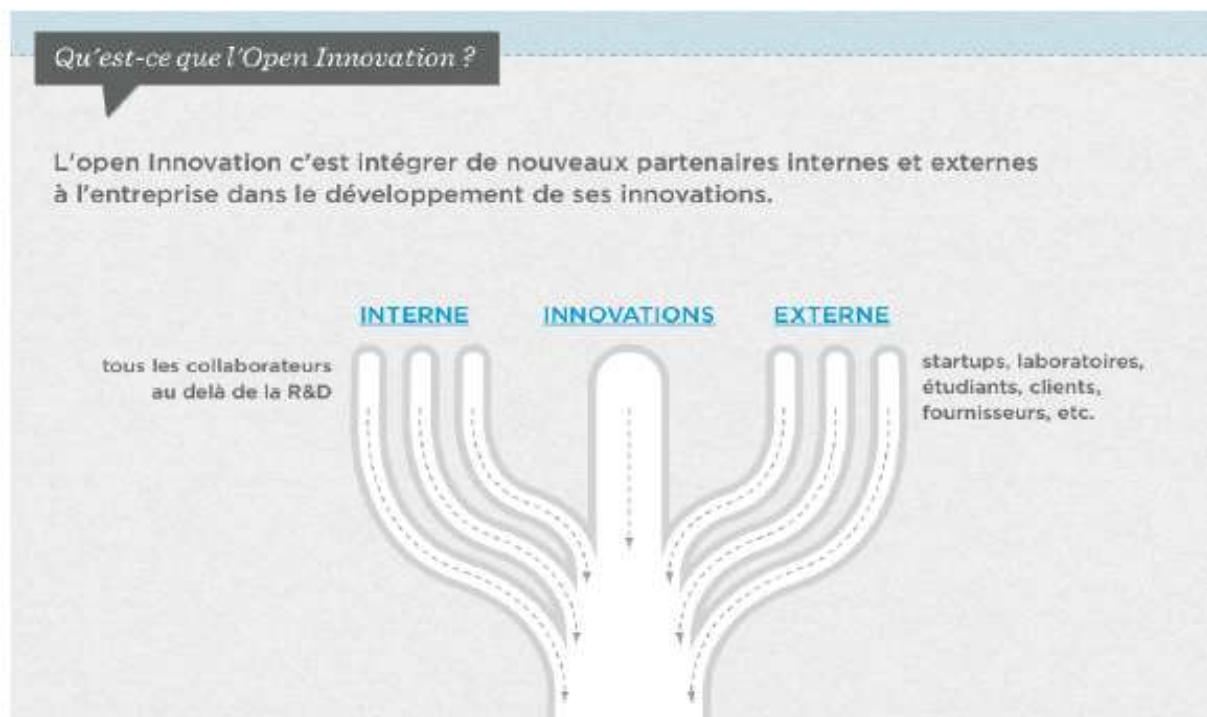 Qu'est-ce que l'Open Innovation ?
L'open Innovation c'est intégrer de nouveaux partenaires internes et externes
à l'entreprise dans le développement de ses innovations.
INTERNE
tous les collaborateurs
au delà de la R&D
INNOVATIONS
EXTERNE
startups, laboratoires,
étudiants, clients,
fournisseurs, etc.